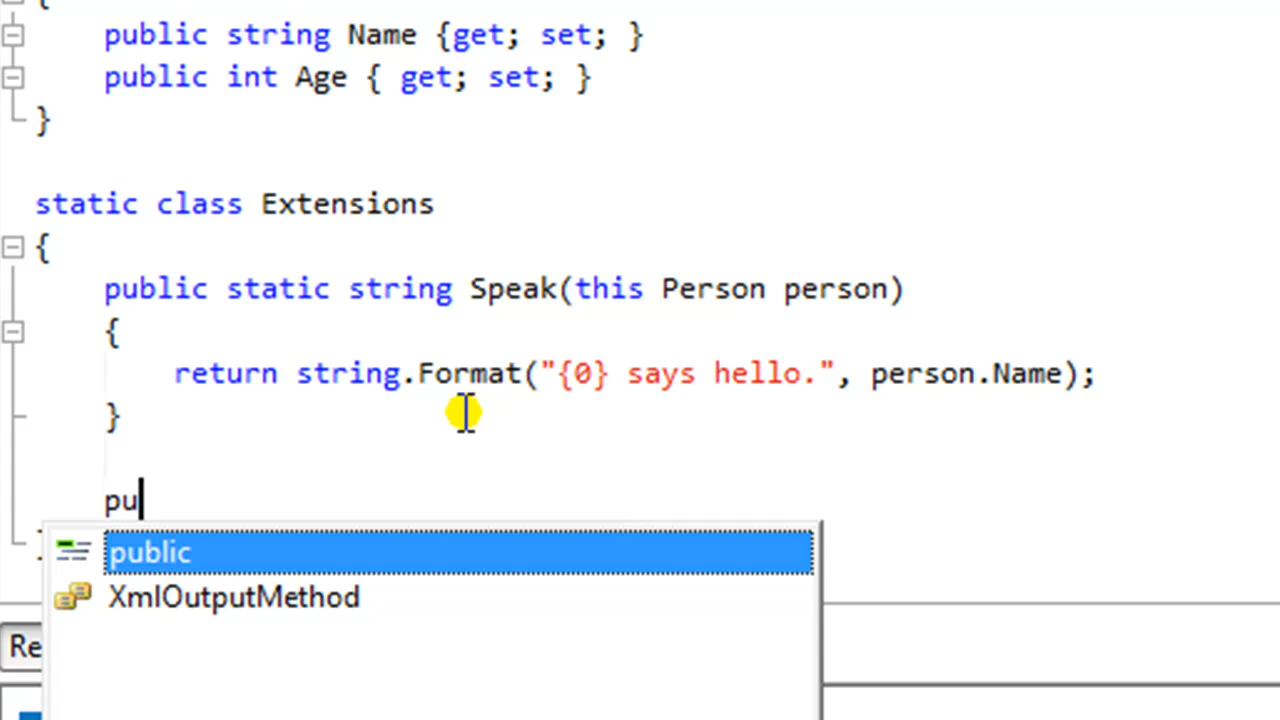 {
public string Name {get; set; }
public int Age { get; set; }
}
static class Extensions
{
public static string Speak(this Person person)
{
return string.Format("{0} says hello.", person.Name);
}
pu
public
XmlOutputMethod
Re